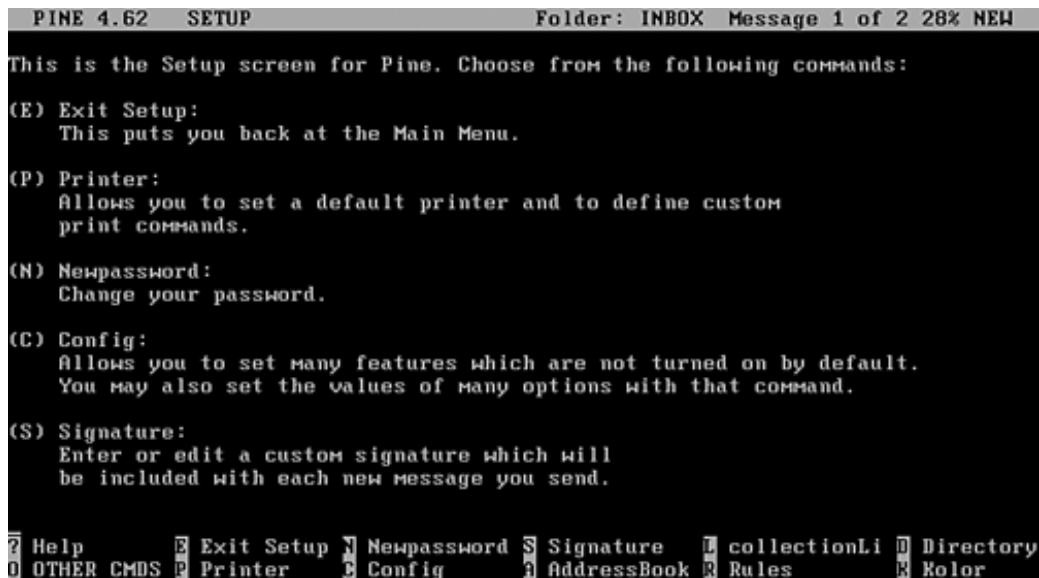 PINE 4.62 SETUP Folder: INBOX Message 1 of 2 28% NEW
This is the Setup screen for Pine. Choose from the following commands:
(E) Exit Setup:
This puts you back at the Main Menu.
(P) Printer:
Allows you to set a default printer and to define custom
print commands.
(N) Newpassword:
Change your password.
(C) Config:
Allows you to set many features which are not turned on by default.
You may also set the values of many options with that command.
(S) Signature:
Enter or edit a custom signature which will
be included with each new message you send.
? Help E Exit Setup N Newpassword S Signature L collectionLi D Directory
O OTHER CMDS P Printer C Config A AddressBook R Rules K Kolor